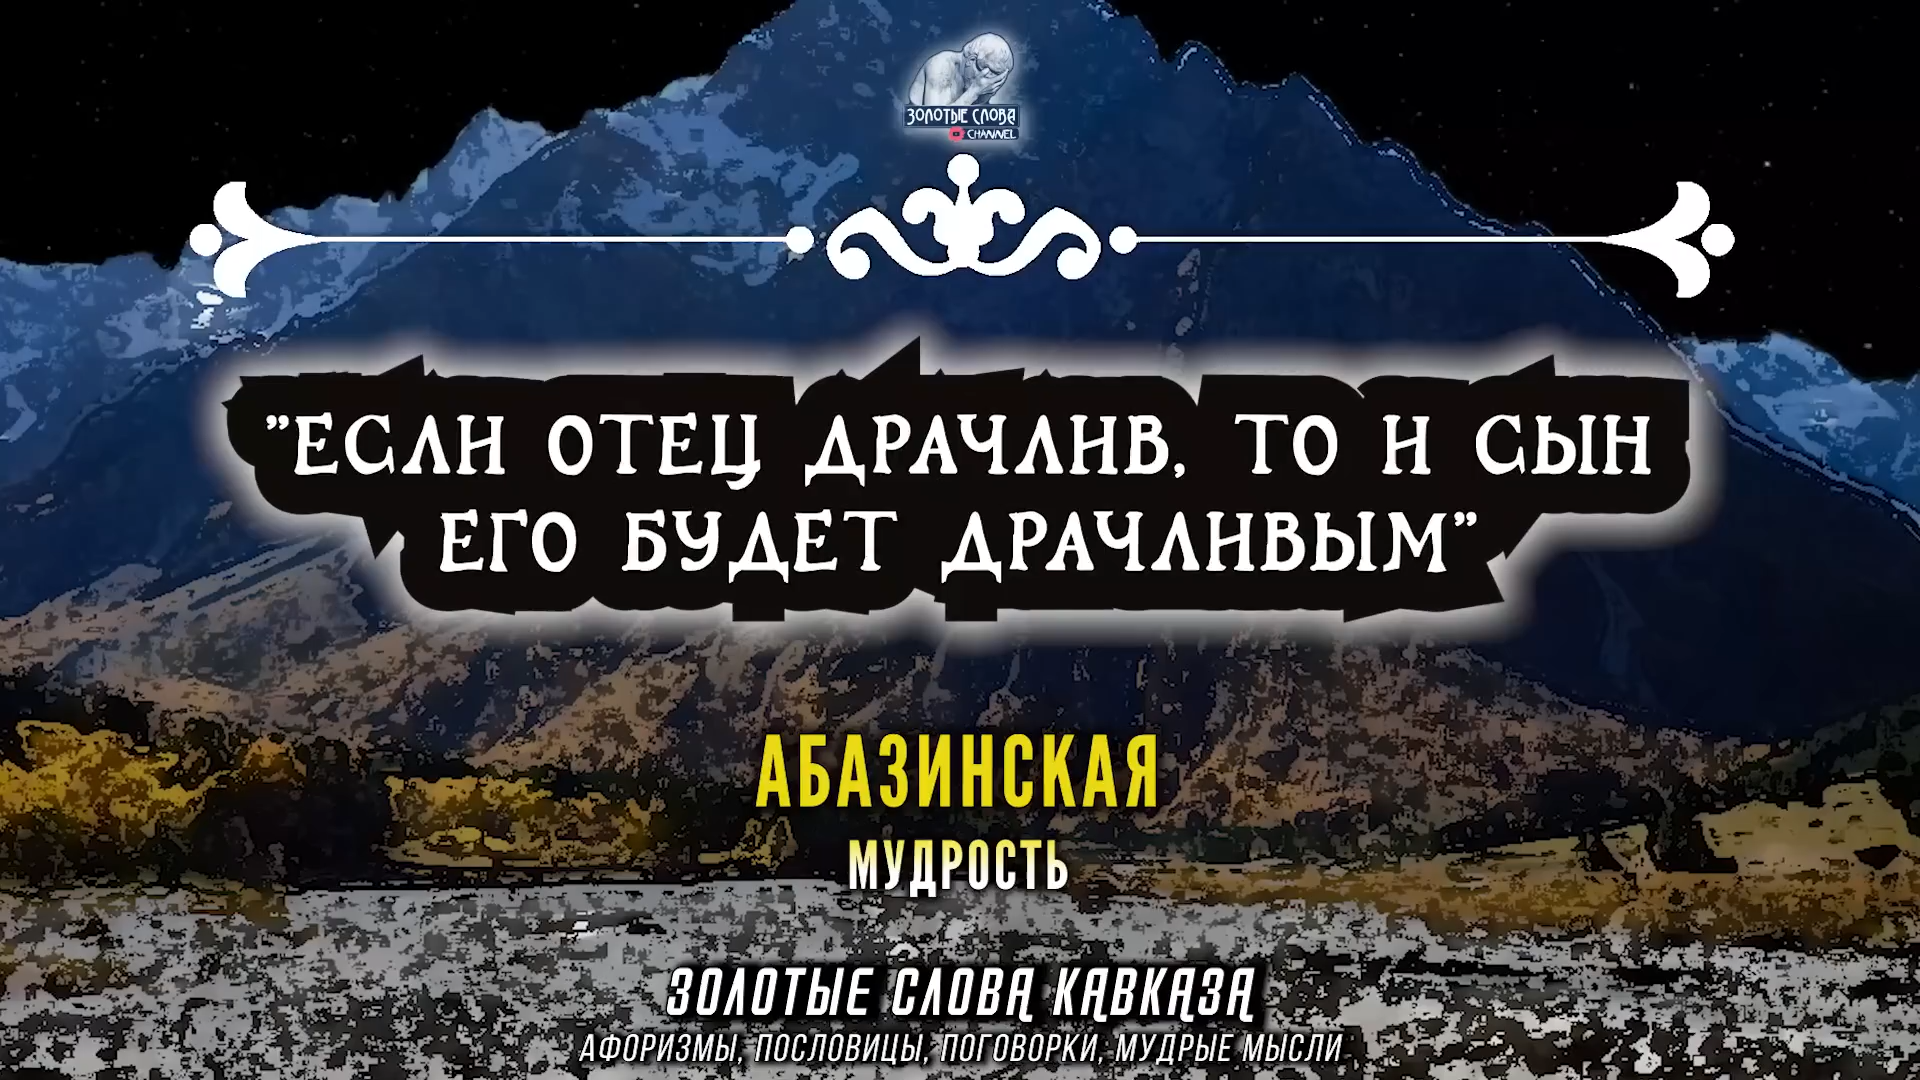 ЗОЛОТЫЕ СЛОВА
CHANNEL
"ЕСЛИ ОТЕЦ ДРАЧЛИВ, ТО И СЫН
ЕГО БУДЕТ ДРАЧЛИВЫМ"
АБАЗИНСКАЯ
МУДРОСТЬ
ЗОЛОТЫЕ СЛОВА КАВКАЗА
АФОРИЗМЫ, ПОСЛОВИЦЫ, ПОГОВОРКИ, МУДРЫЕ МЫСЛИ